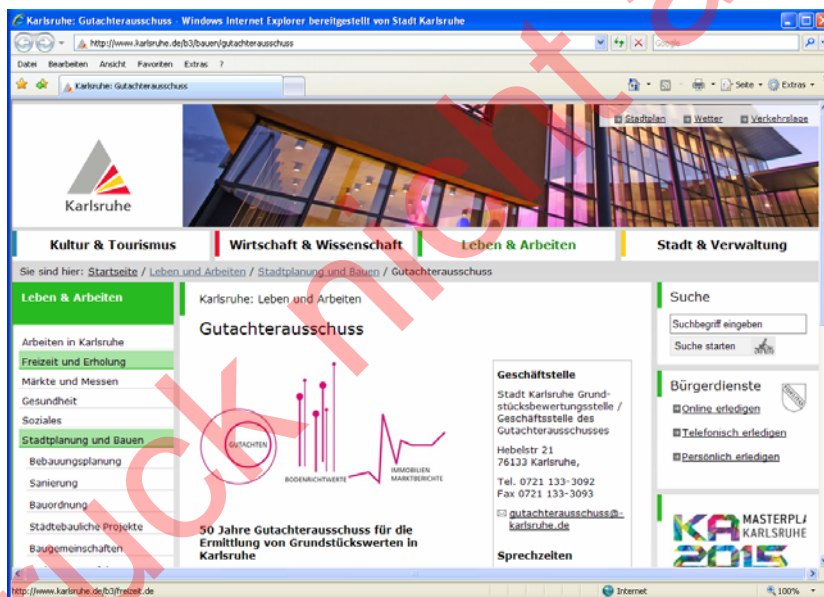 Karlsruhe: Gutachterausschuss - Windows Internet Explorer bereitgestellt von Stadt Karlsruhe
http://www.karlsruhe.de/b3/bauen/gutachterausschuss
Google
Datei Bearbeiten Ansicht Favoriten Extras ?
Karlsruhe: Gutachterausschuss
Seite Extras
Stadtplan Wetter Verkehrslage
Karlsruhe
Kultur & Tourismus Wirtschaft & Wissenschaft Leben & Arbeiten Stadt & Verwaltung
Sie sind hier: Startseite / Leben und Arbeiten / Stadtplanung und Bauen / Gutachterausschuss
Leben & Arbeiten
Arbeiten in Karlsruhe
Freizeit und Erholung
Märkte und Messen
Gesundheit
Soziales
Stadtplanung und Bauen
Bebauungsplanung
Sanierung
Bauordnung
Städtebauliche Projekte
Baugemeinschaften
Karlsruhe: Leben und Arbeiten
Gutachterausschuss
GUTACHTEN
BODENRICHTWERTE
IMMOBILIEN
MARKTBERICHTE
50 Jahre Gutachterausschuss für die
Ermittlung von Grundstückswerten in
Karlsruhe
Geschäftstelle
Stadt Karlsruhe Grund-
stücksbewertungsstelle /
Geschäftsstelle des
Gutachterausschusses
Hebelstr 21
76133 Karlsruhe,
Tel. 0721 133-3092
Fax 0721 133-3093
gutachterausschuss@-
karlsruhe.de
Sprechzeiten
Suche
Suchbegriff eingeben
Suche starten
Bürgerdienste
Online erledigen
Telefonisch erledigen
Persönlich erledigen
KA MASTERPL
KARLSRUHE
2015
http://www.karlsruhe.de/b3/freizeit.de
Internet
100%
ruck nicht